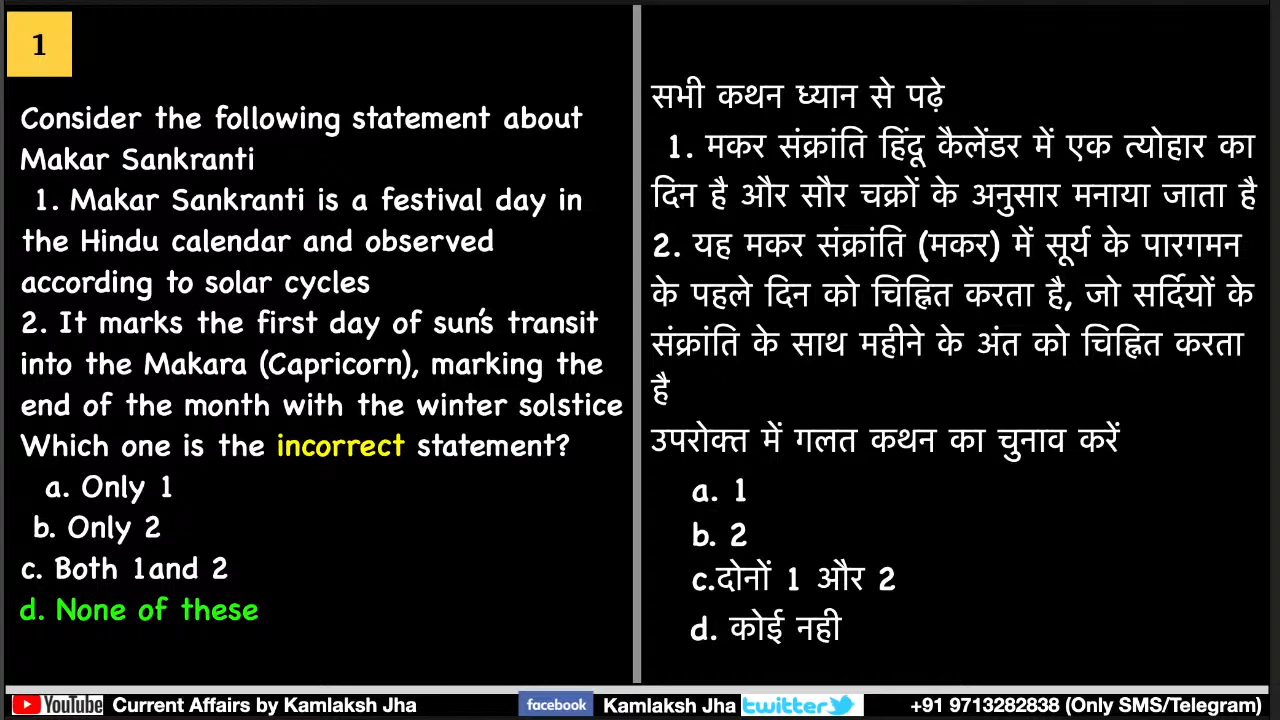 1
Consider the following statement about
Makar Sankranti
1. Makar Sankranti is a festival day in
the Hindu calendar and observed
according to solar cycles
2. It marks the first day of sun's transit
into the Makara (Capricorn), marking the
end of the month with the winter solstice
Which one is the incorrect statement?
a. Only 1
b. Only 2
c. Both 1and 2
d. None of these
सभी कथन ध्यान से पढ़े
1. मकर संक्रांति हिंदू कैलेंडर में एक त्योहार का
दिन है और सौर चक्रों के अनुसार मनाया जाता है
2. यह मकर संक्रांति (मकर) में सूर्य के पारगमन
के पहले दिन को चिह्नित करता है, जो सर्दियों के
संक्रांति के साथ महीने के अंत को चिह्नित करता
है
उपरोक्त में गलत कथन का चुनाव करें
a. 1
b. 2
c.दोनों 1 और 2
d. कोई नही
YouTube Current Affairs by Kamlaksh Jha facebook Kamlaksh Jha twitter +91 9713282838 (Only SMS/Telegram)